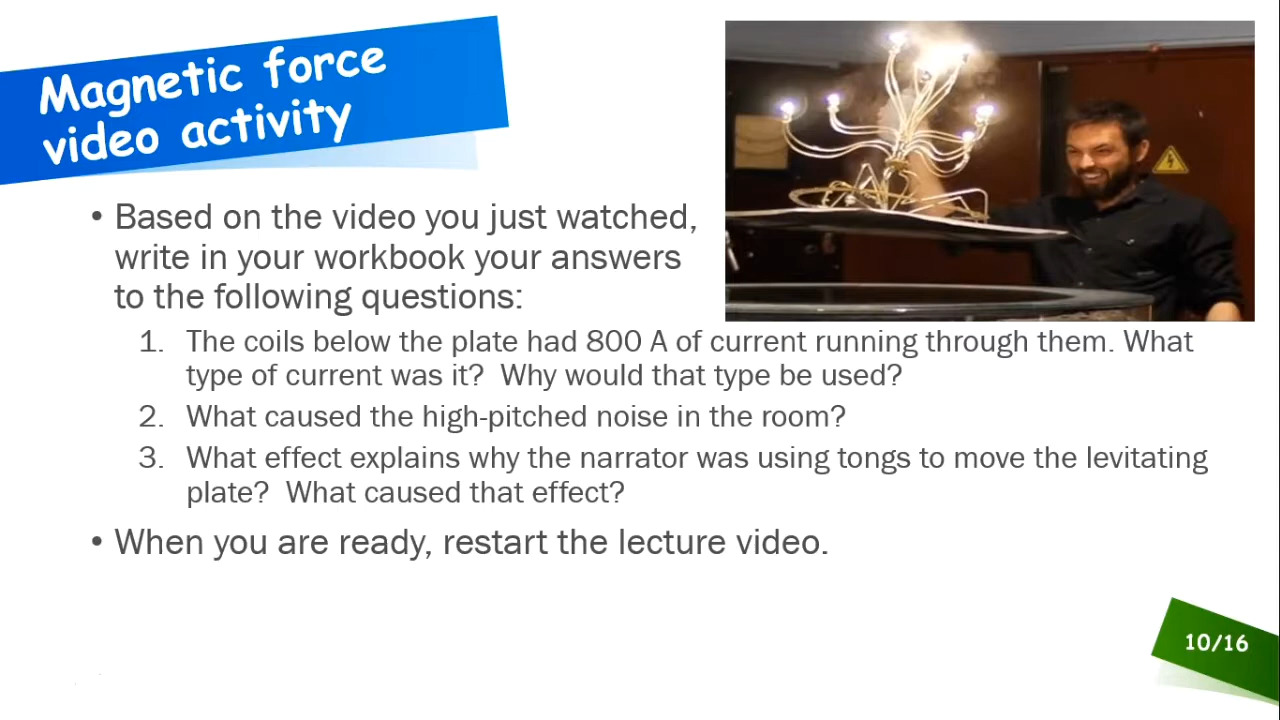 Magnetic force
video activity
• Based on the video you just watched,
write in your workbook your answers
to the following questions:
1. The coils below the plate had 800 A of current running through them. What
type of current was it?  Why would that type be used?
2. What caused the high-pitched noise in the room?
3. What effect explains why the narrator was using tongs to move the levitating
plate?  What caused that effect?
• When you are ready, restart the lecture video.
10/16